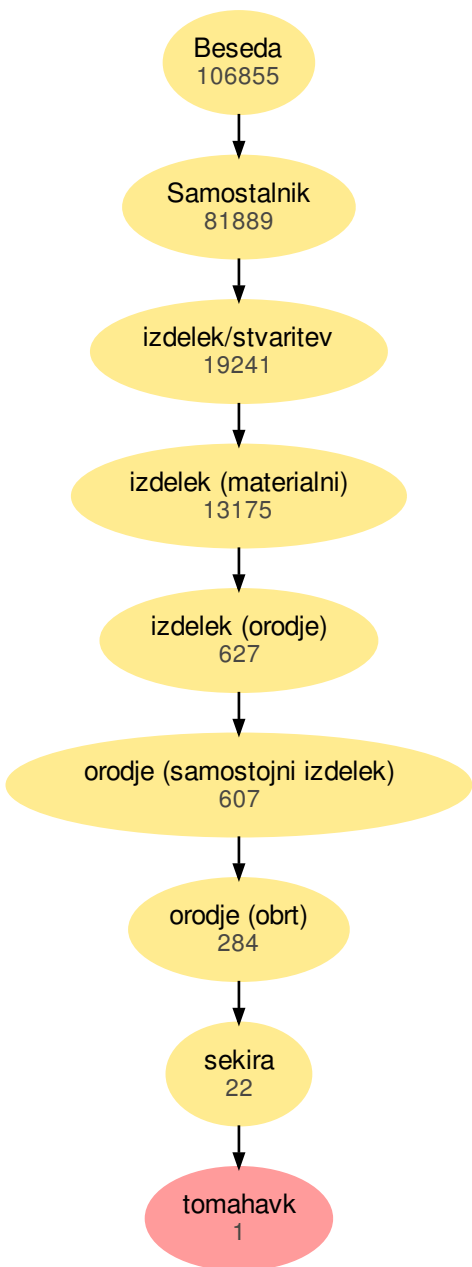 Beseda
106855
Samostalnik
81889
izdelek/stvaritev
19241
izdelek (materialni)
13175
izdelek (orodje)
627
orodje (samostojni izdelek)
607
orodje (obrt)
284
sekira
22
tomahavk
1